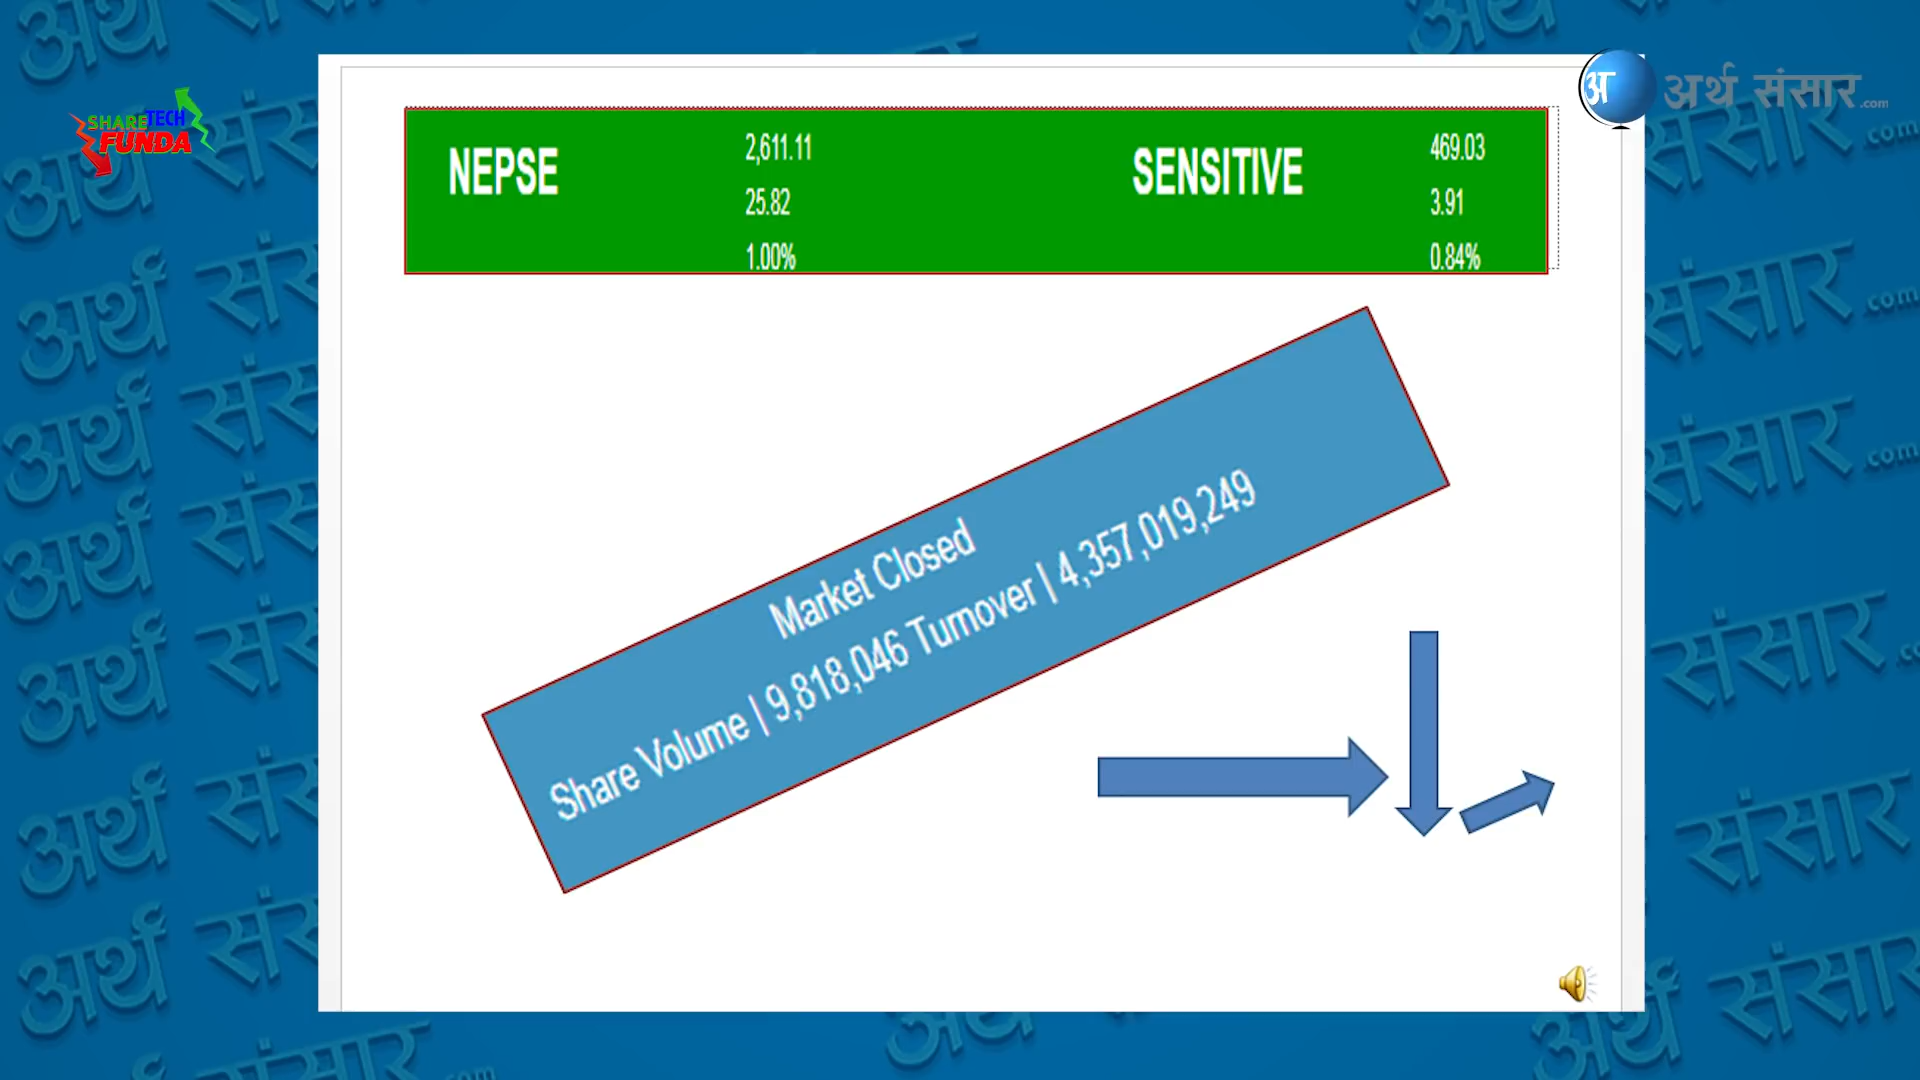 SHARE TECH
FUNDA
अ
अर्थ संसार.com
NEPSE
2,611.11
25.82
1.00%
SENSITIVE
469.03
3.91
0.84%
Market Closed
Share Volume | 9,818,046 Turnover | 4,357,019,249